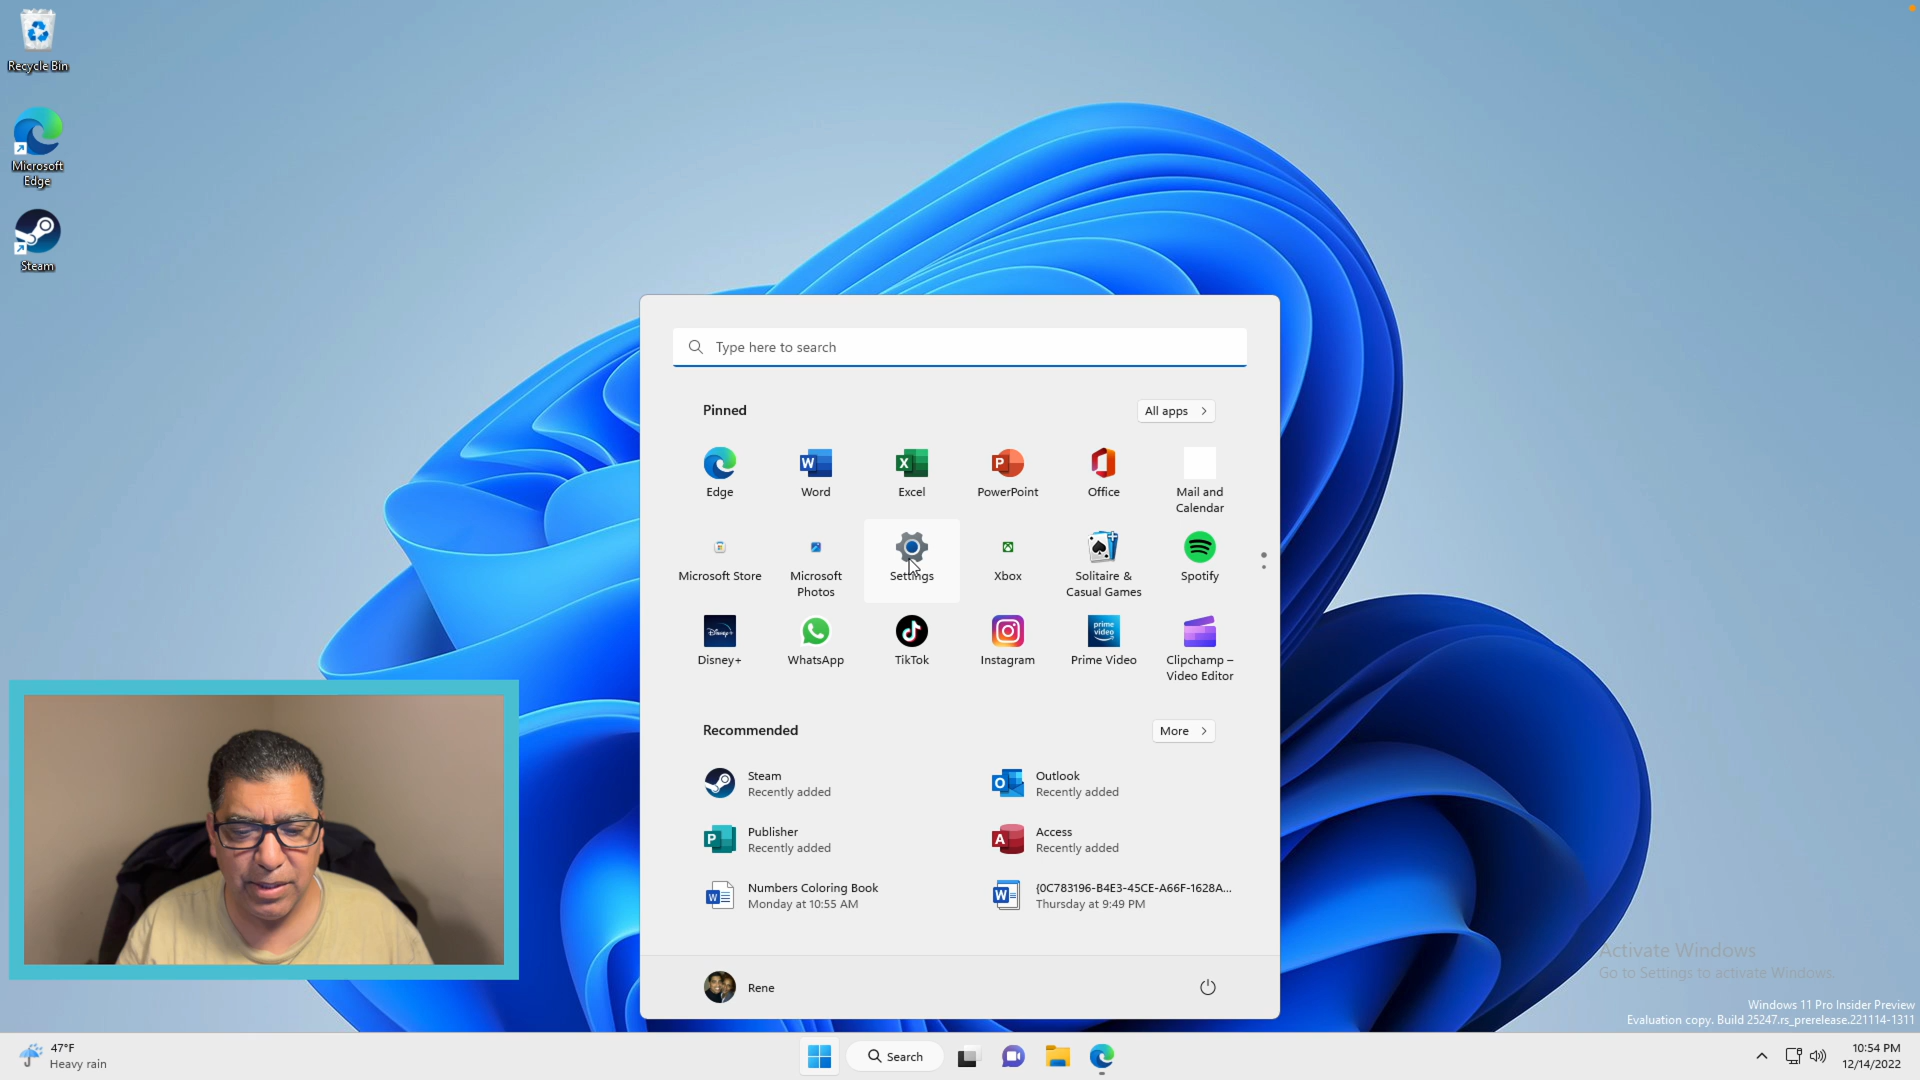 Recycle Bin
Microsoft
Edge
Steam
Type here to search
Pinned
All apps
Edge
Word
Excel
PowerPoint
Office
Mail and
Calendar
Microsoft Store
Microsoft
Photos
Settings
Xbox
Solitaire &
Casual Games
Spotify
Disney+
prime
video
Disney+
WhatsApp
TikTok
Instagram
Prime Video
Clipchamp –
Video Editor
Recommended
More
Steam
Recently added
Outlook
Recently added
Publisher
Recently added
Access
Recently added
Numbers Coloring Book
Monday at 10:55 AM
{0C783196-B4E3-45CE-A66F-1628A...
Thursday at 9:49 PM
Rene
Activate Windows
Go to Settings to activate Windows.
Windows 11 Pro Insider Preview
Evaluation copy. Build 25247.rs_prerelease.221114-1311
47°F
Heavy rain
Search
10:54 PM
12/14/2022